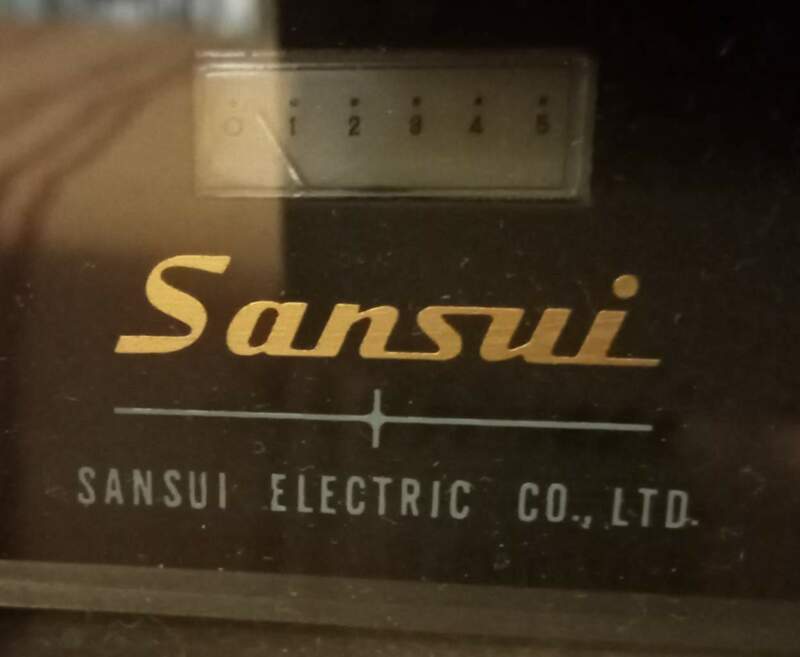 0 1 2 3 4 5
Sansui
SANSUI ELECTRIC CO., LTD.